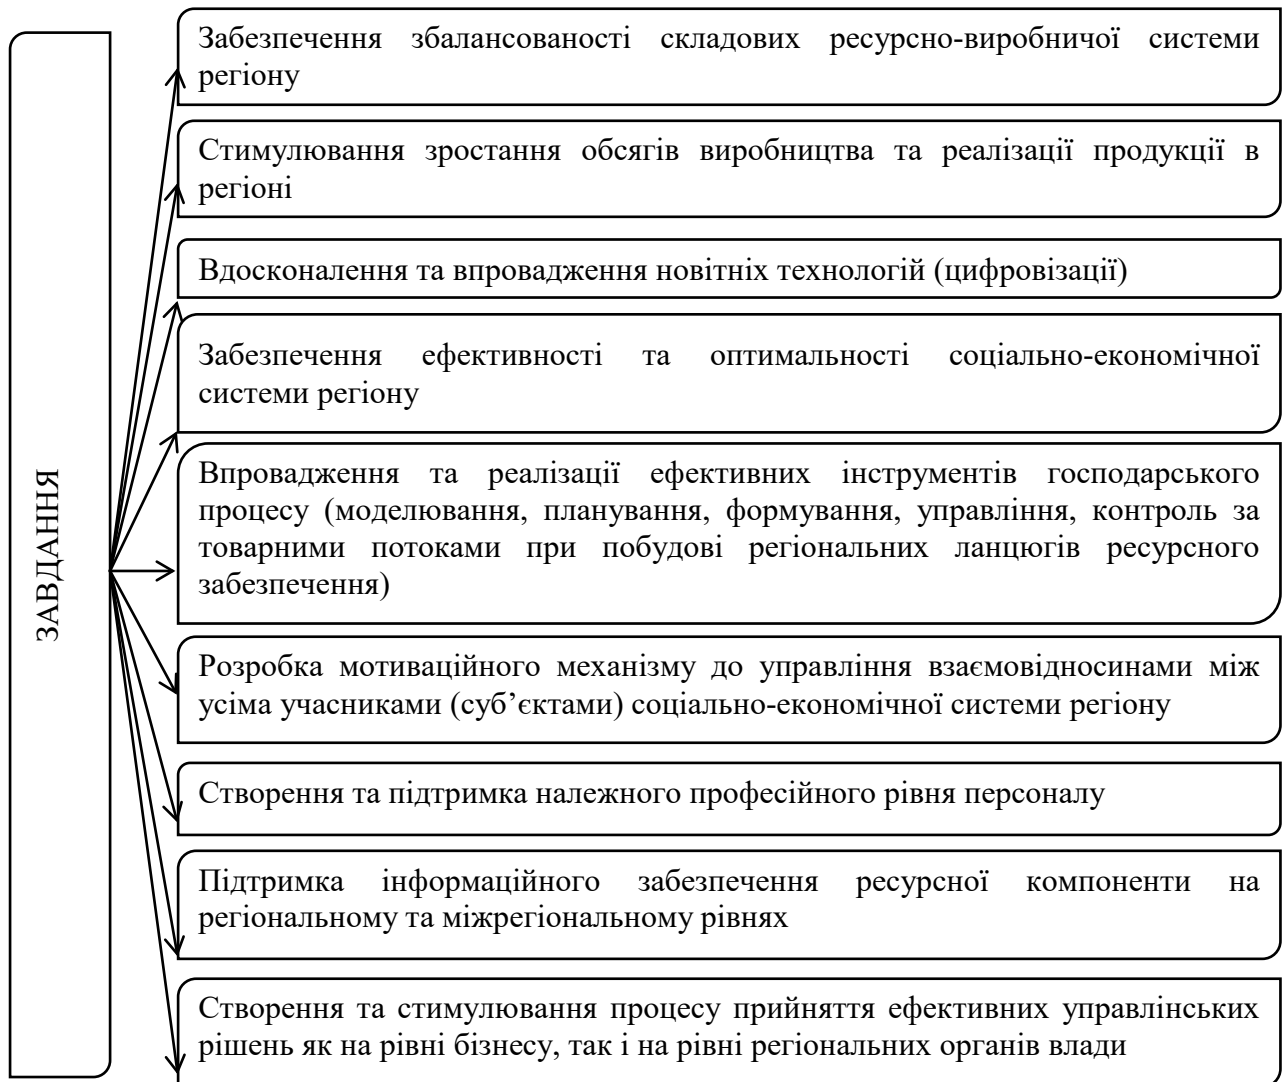 ЗАВДАННЯ
Забезпечення збалансованості складових ресурсно-виробничої системи
регіону
Стимулювання зростання обсягів виробництва та реалізації продукції в
регіоні
Вдосконалення та впровадження новітніх технологій (цифровізації)
Забезпечення ефективності та оптимальності соціально-економічної
системи регіону
Впровадження та реалізації ефективних інструментів господарського
процесу (моделювання, планування, формування, управління, контроль за
товарними потоками при побудові регіональних ланцюгів ресурсного
забезпечення)
Розробка мотиваційного механізму до управління взаємовідносинами між
усіма учасниками (суб’єктами) соціально-економічної системи регіону
Створення та підтримка належного професійного рівня персоналу
Підтримка інформаційного забезпечення ресурсної компоненти на
регіональному та міжрегіональному рівнях
Створення та стимулювання процесу прийняття ефективних управлінських
рішень як на рівні бізнесу, так і на рівні регіональних органів влади